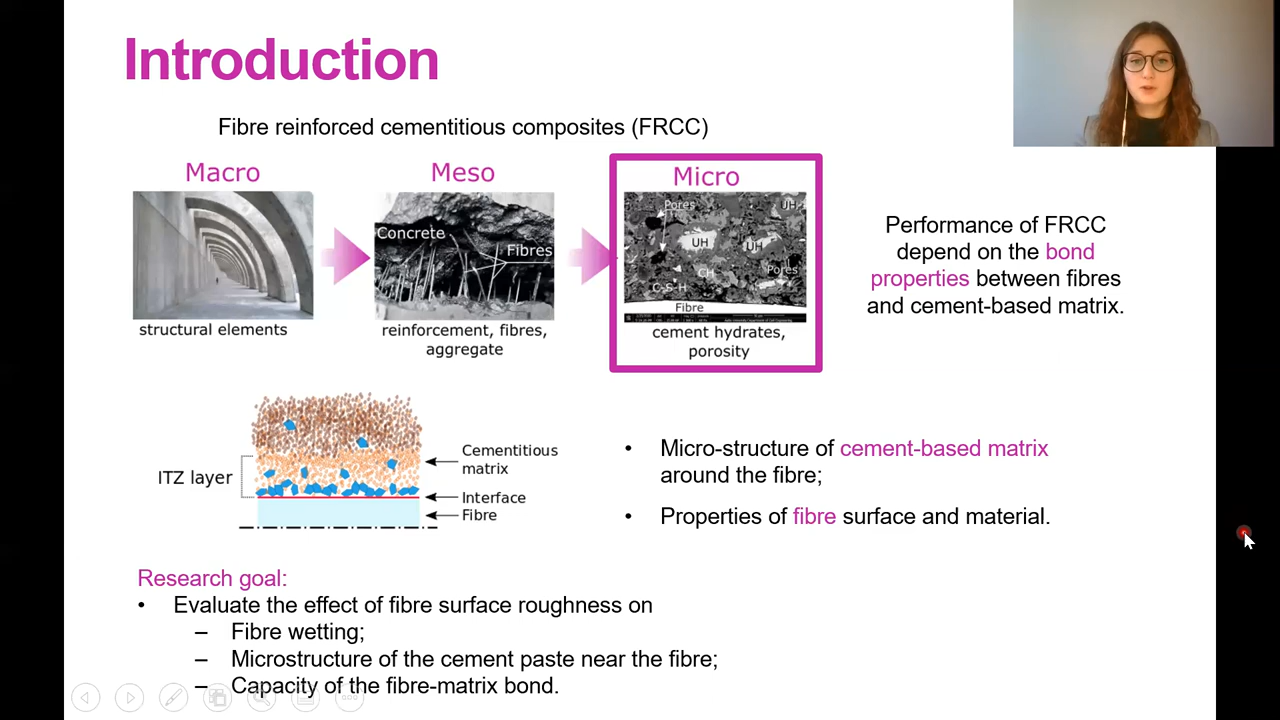 Introduction
Fibre reinforced cementitious composites (FRCC)
Macro
Meso
Micro
Concrete
Fibres
Pores
UH
UH
UH
CH
Pores
C-S-H
Fibre
structural elements
reinforcement, fibres,
aggregate
cement hydrates,
porosity
Performance of FRCC
depend on the bond
properties between fibres
and cement-based matrix.
ITZ layer
Cementitious
matrix
Interface
Fibre
• Micro-structure of cement-based matrix
around the fibre;
• Properties of fibre surface and material.
Research goal:
• Evaluate the effect of fibre surface roughness on
– Fibre wetting;
– Microstructure of the cement paste near the fibre;
– Capacity of the fibre-matrix bond.